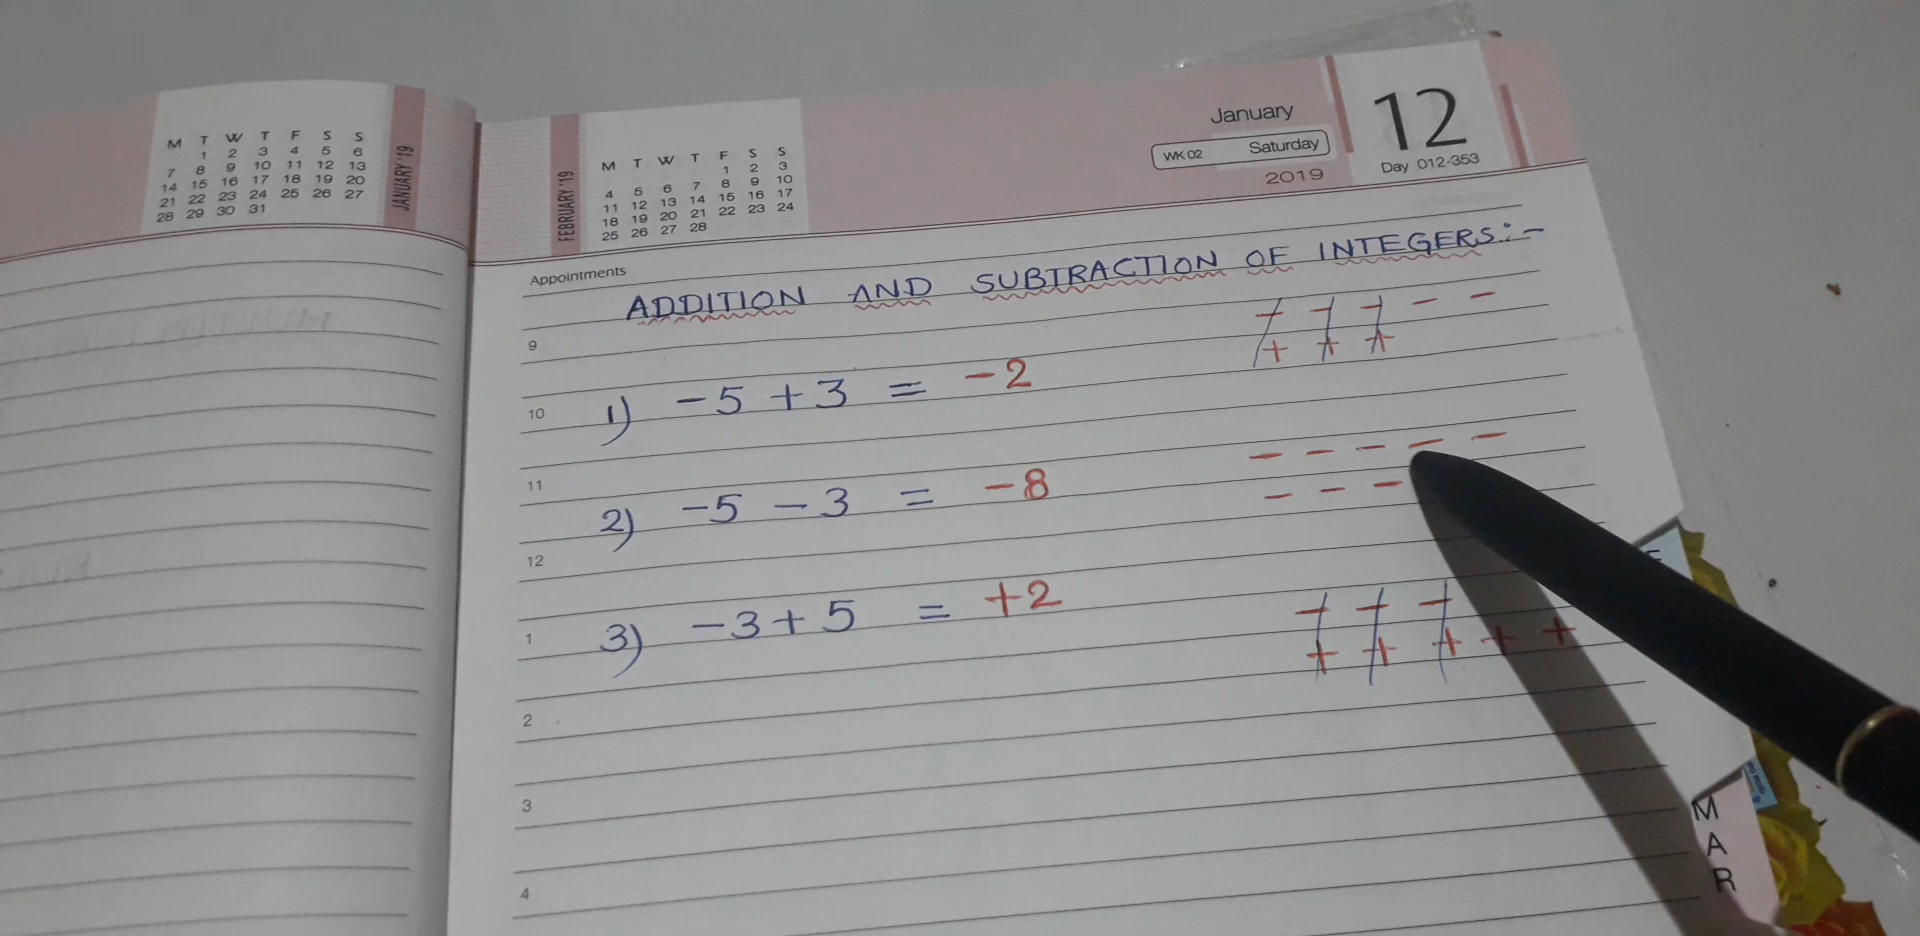 M T W T F S S
1 2 3 4 5 6
7 8 9 10 11 12 13
14 15 16 17 18 19 20
21 22 23 24 25 26 27
28 29 30 31
JANUARY '19
FEBRUARY '19
M T W T F S S
1 2 3
4 5 6 7 8 9 10
11 12 13 14 15 16 17
18 19 20 21 22 23 24
25 26 27 28
January
WK 02 Saturday
2019
12
Day 012-353
Appointments
ADDITION AND SUBTRACTION OF INTEGERS:-
9
− − − − −
+ + +
10 1) -5 + 3 = -2
11
− − − − −
− − −
2) -5 - 3 = -8
12
1 3) -3 + 5 = +2
− − −
+ + + + +
2
3
4
M
A
R